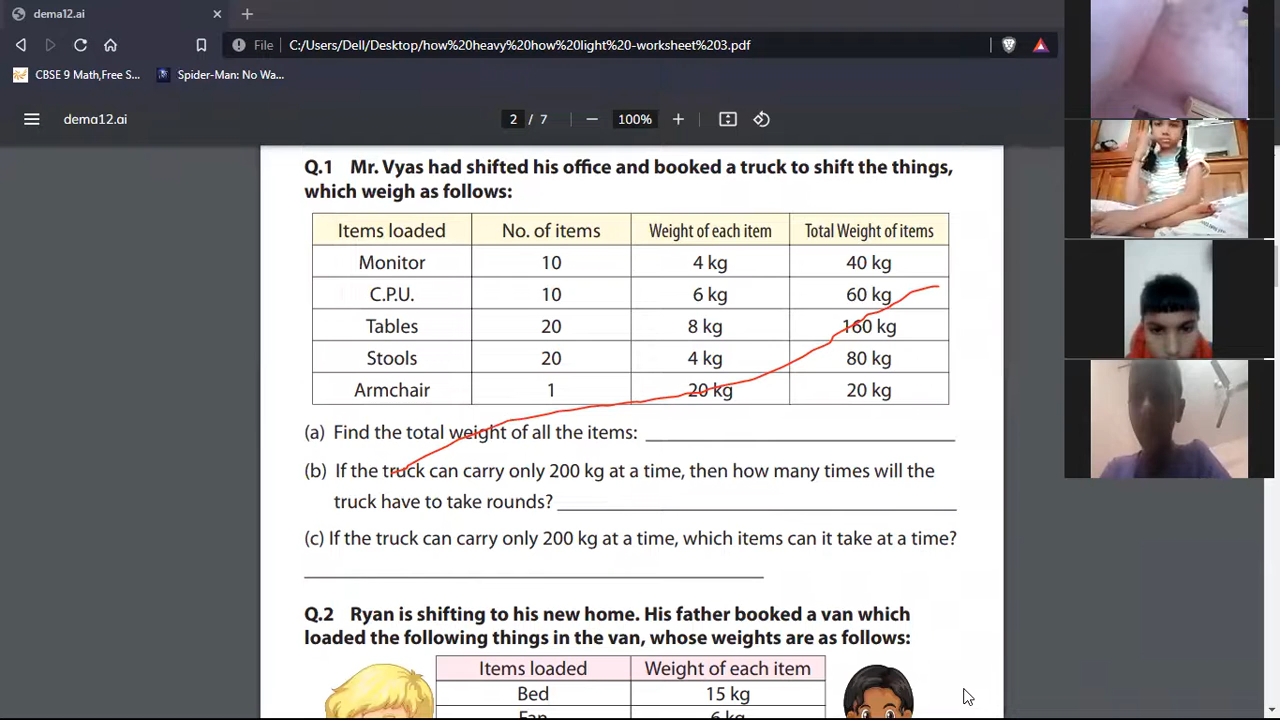 dema12.ai
File C:/Users/Dell/Desktop/how%20heavy%20how%20light%20-worksheet%203.pdf
CBSE 9 Math,Free S... Spider-Man: No Wa...
dema12.ai 2 / 7 100%
Q.1 Mr. Vyas had shifted his office and booked a truck to shift the things,
which weigh as follows:
Items loaded No. of items Weight of each item Total Weight of items
Monitor 10 4 kg 40 kg
C.P.U. 10 6 kg 60 kg
Tables 20 8 kg 160 kg
Stools 20 4 kg 80 kg
Armchair 1 20 kg 20 kg
(a) Find the total weight of all the items:
(b) If the truck can carry only 200 kg at a time, then how many times will the
truck have to take rounds?
(c) If the truck can carry only 200 kg at a time, which items can it take at a time?
Q.2 Ryan is shifting to his new home. His father booked a van which
loaded the following things in the van, whose weights are as follows:
Items loaded Weight of each item
Bed 15 kg
Fan 6 kg